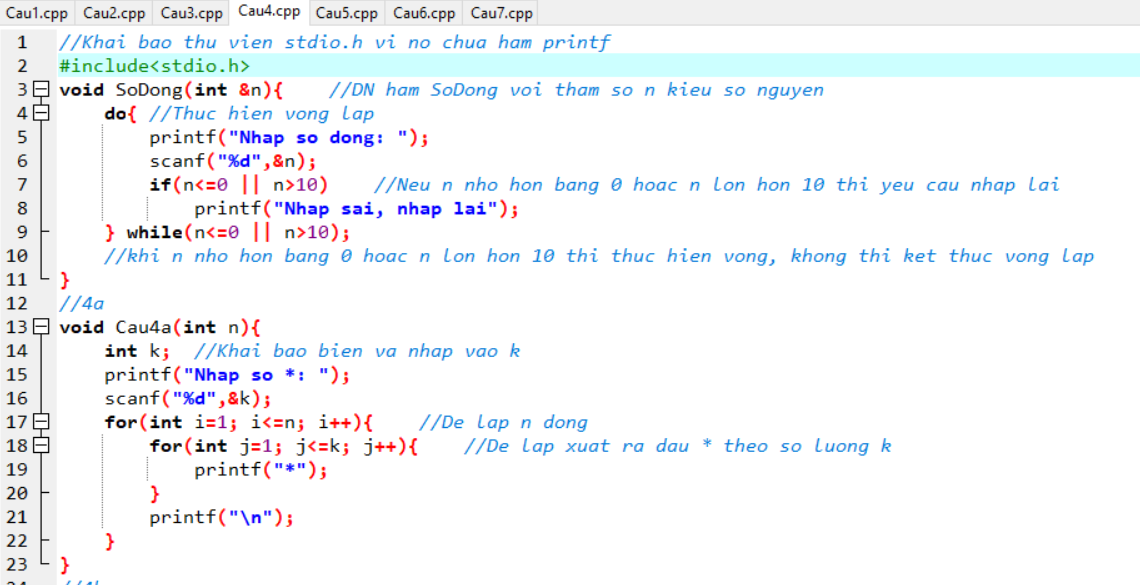 Cau1.cpp Cau2.cpp Cau3.cpp Cau4.cpp Cau5.cpp Cau6.cpp Cau7.cpp
1 //Khai bao thu vien stdio.h vi no chua ham printf
2 #include<stdio.h>
3 void SoDong(int &n){ //DN ham SoDong voi tham so n kieu so nguyen
4 do{ //Thuc hien vong lap
5 printf("Nhap so dong: ");
6 scanf("%d",&n);
7 if(n<=0 || n>10) //Neu n nho hon bang 0 hoac n lon hon 10 thi yeu cau nhap lai
8 printf("Nhap sai, nhap lai");
9 } while(n<=0 || n>10);
10 //khi n nho hon bang 0 hoac n lon hon 10 thi thuc hien vong, khong thi ket thuc vong lap
11 }
12 //4a
13 void Cau4a(int n){
14 int k; //Khai bao bien va nhap vao k
15 printf("Nhap so *: ");
16 scanf("%d",&k);
17 for(int i=1; i<=n; i++){ //De lap n dong
18 for(int j=1; j<=k; j++){ //De lap xuat ra dau * theo so luong k
19 printf("*");
20 }
21 printf("\n");
22 }
23 }